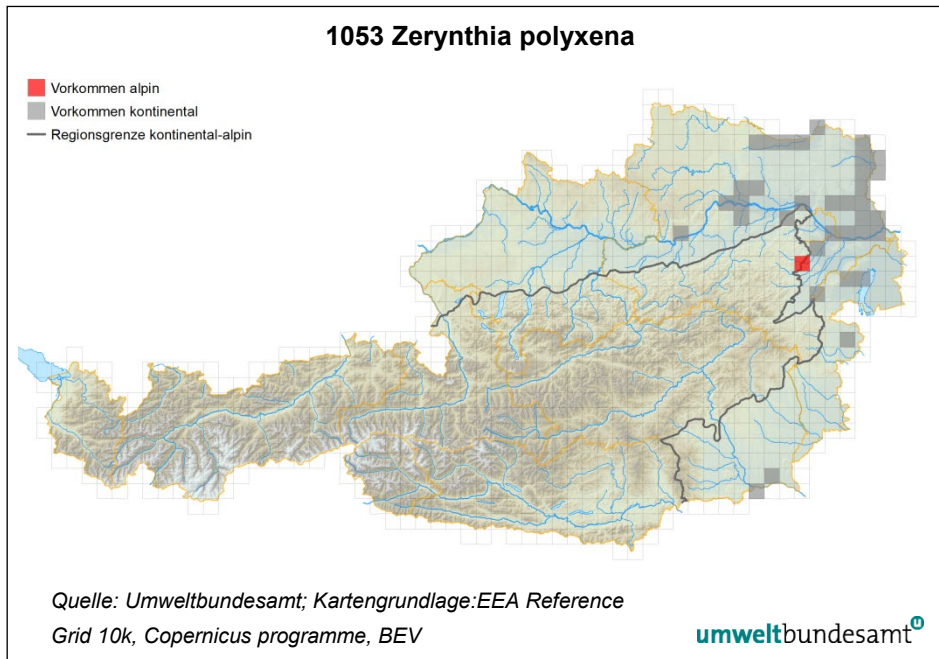 1053 Zerynthia polyxena
Vorkommen alpin
Vorkommen kontinental
Regionsgrenze kontinental-alpin
Quelle: Umweltbundesamt; Kartengrundlage:EEA Reference
Grid 10k, Copernicus programme, BEV
umweltbundesamt